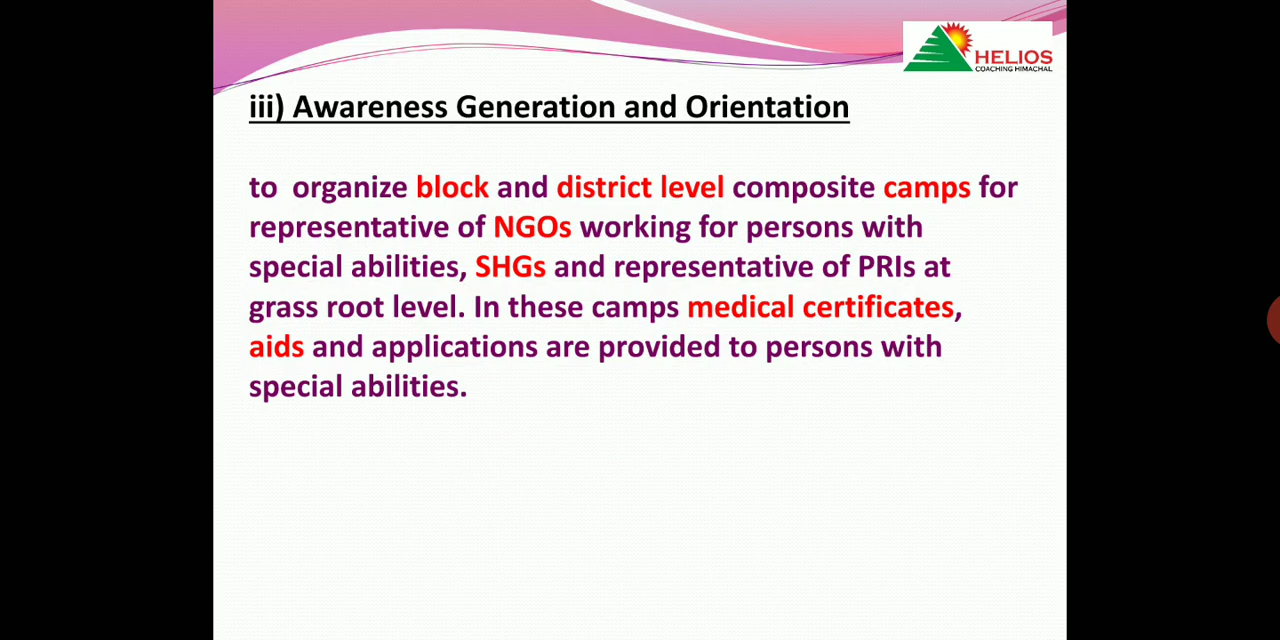 HELIOS
COACHING HIMACHAL
iii) Awareness Generation and Orientation
to organize block and district level composite camps for
representative of NGOs working for persons with
special abilities, SHGs and representative of PRIs at
grass root level. In these camps medical certificates,
aids and applications are provided to persons with
special abilities.